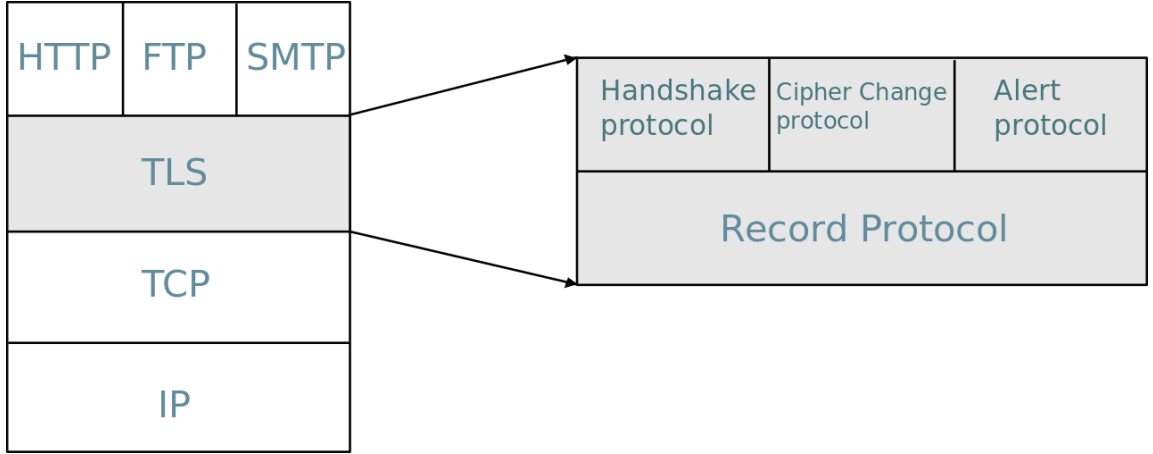 HTTP
FTP
SMTP
TLS
TCP
IP
Handshake
protocol
Cipher Change
protocol
Alert
protocol
Record Protocol